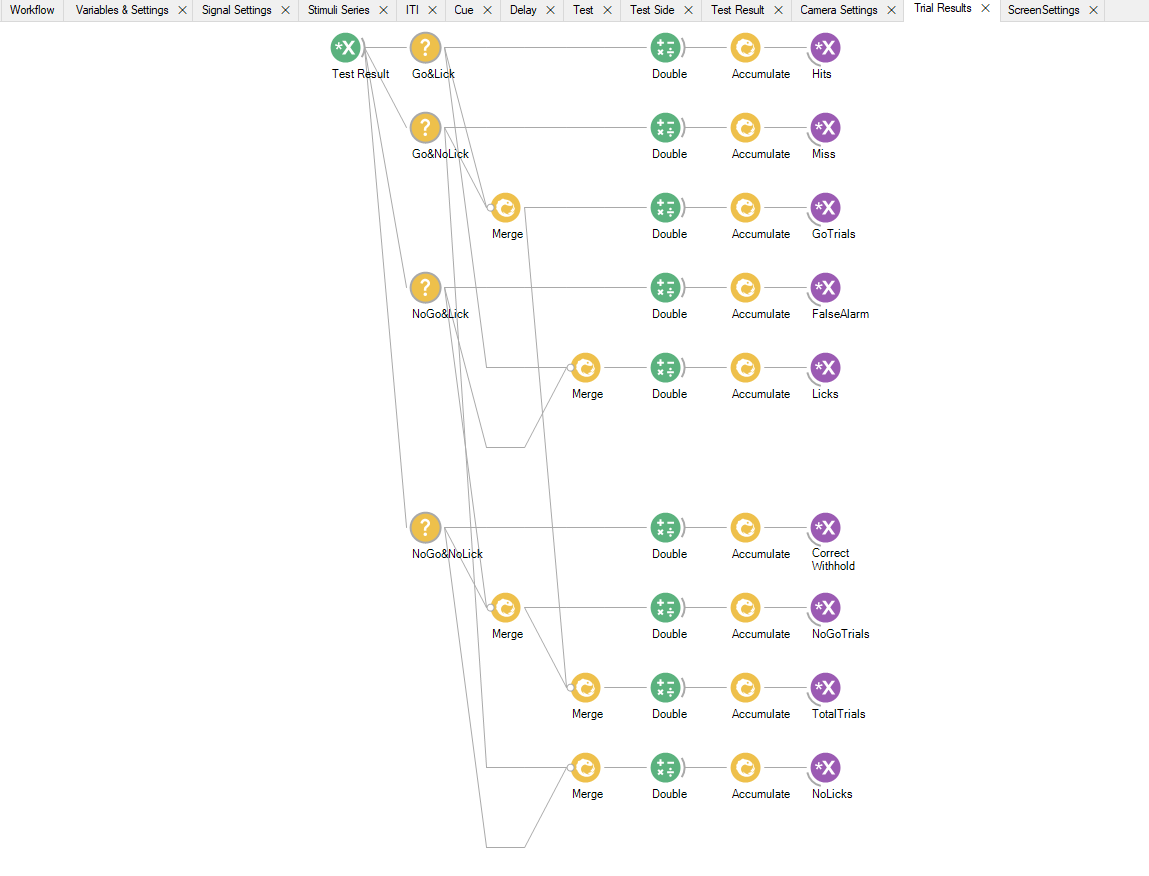 Workflow Variables & Settings Signal Settings Stimuli Series ITI Cue Delay Test Test Side Test Result Camera Settings Trial Results ScreenSettings
Test Result Go&Lick Double Accumulate Hits
Go&NoLick Double Accumulate Miss
Merge Double Accumulate GoTrials
NoGo&Lick Double Accumulate FalseAlarm
Merge Double Accumulate Licks
NoGo&NoLick Double Accumulate Correct
Withhold
Merge Double Accumulate NoGoTrials
Merge Double Accumulate TotalTrials
Merge Double Accumulate NoLicks